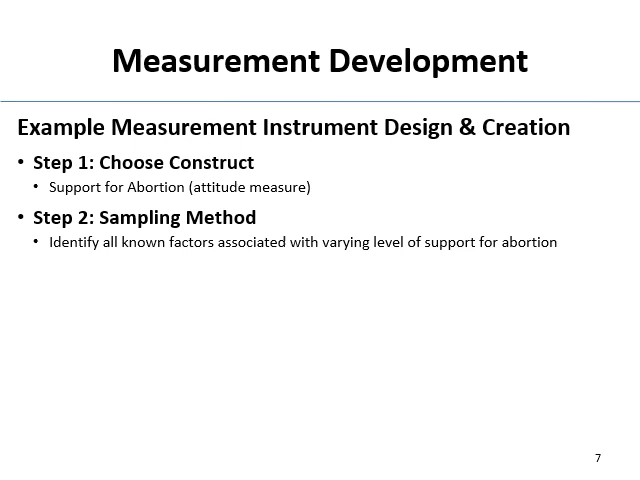 Measurement Development
Example Measurement Instrument Design & Creation
• Step 1: Choose Construct
• Support for Abortion (attitude measure)
• Step 2: Sampling Method
• Identify all known factors associated with varying level of support for abortion
7